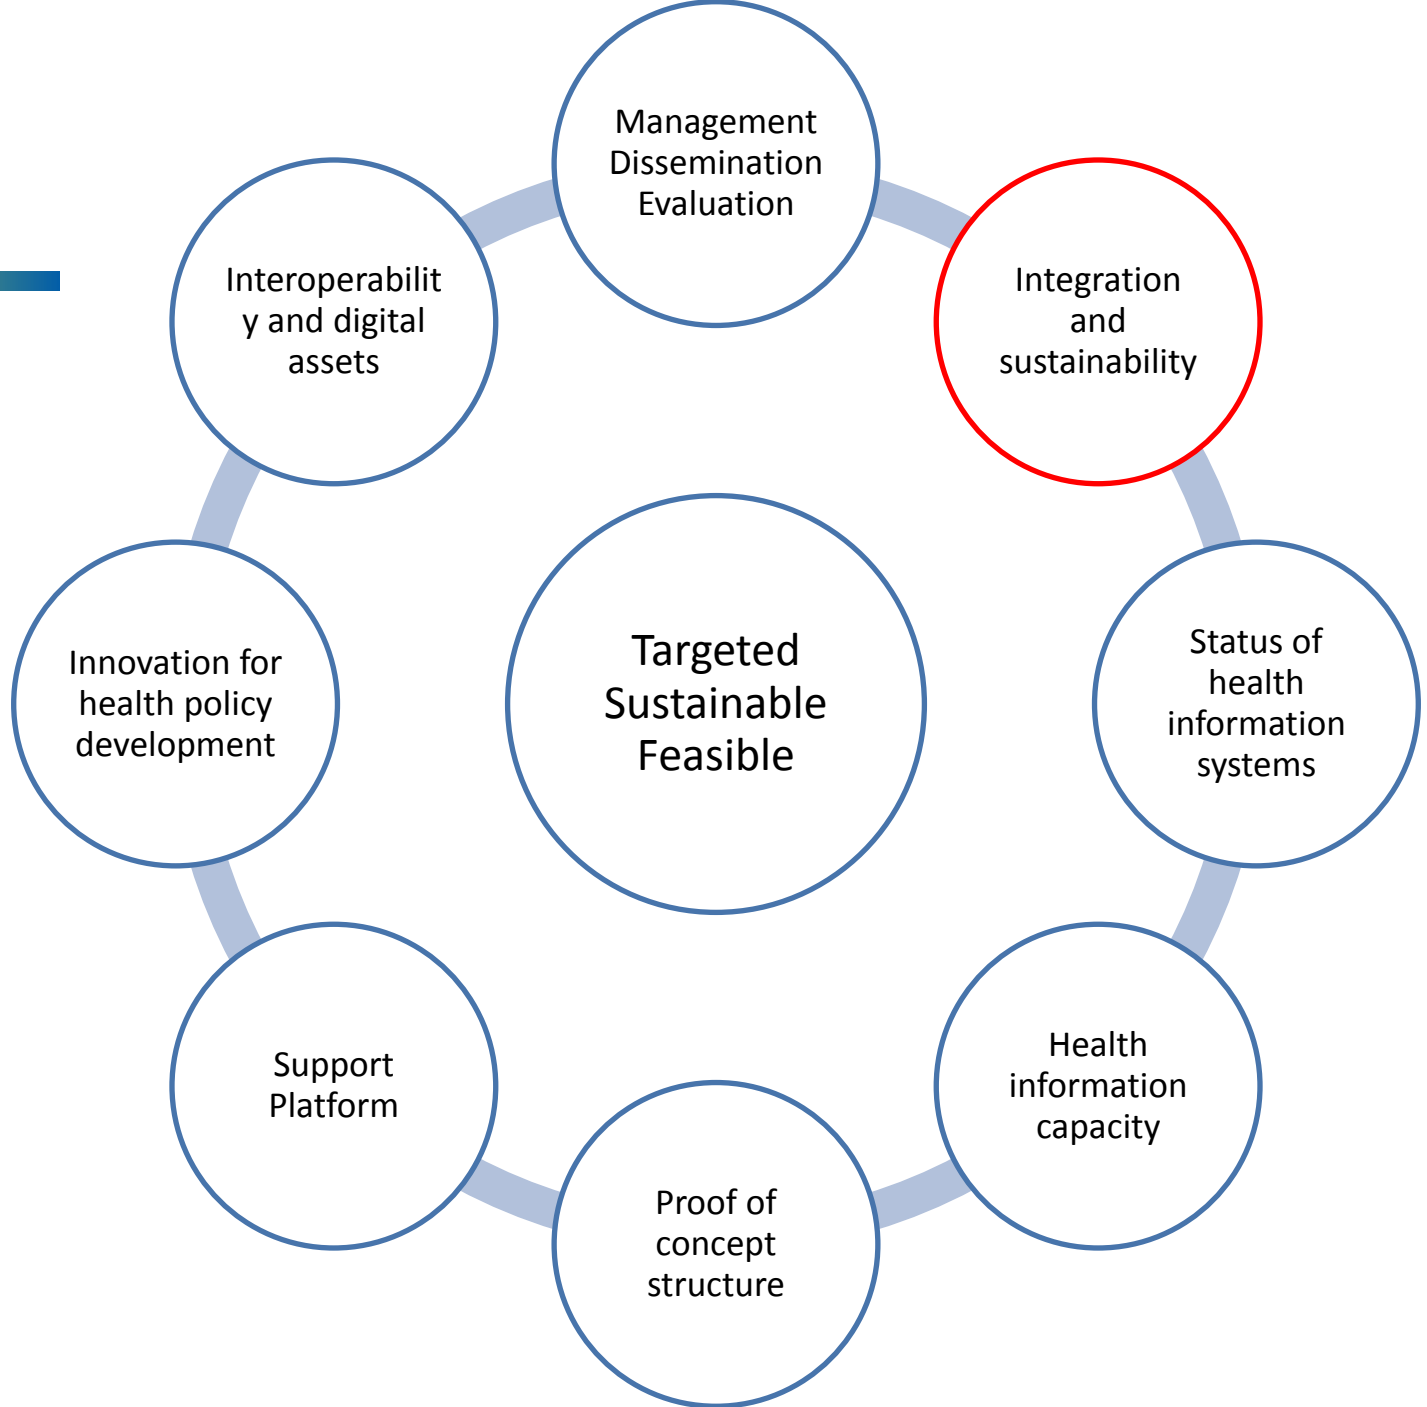 Management
Dissemination
Evaluation
Integration
and
sustainability
Status of
health
information
systems
Health
information
capacity
Proof of
concept
structure
Support
Platform
Innovation for
health policy
development
Interoperabilit
y and digital
assets
Targeted
Sustainable
Feasible